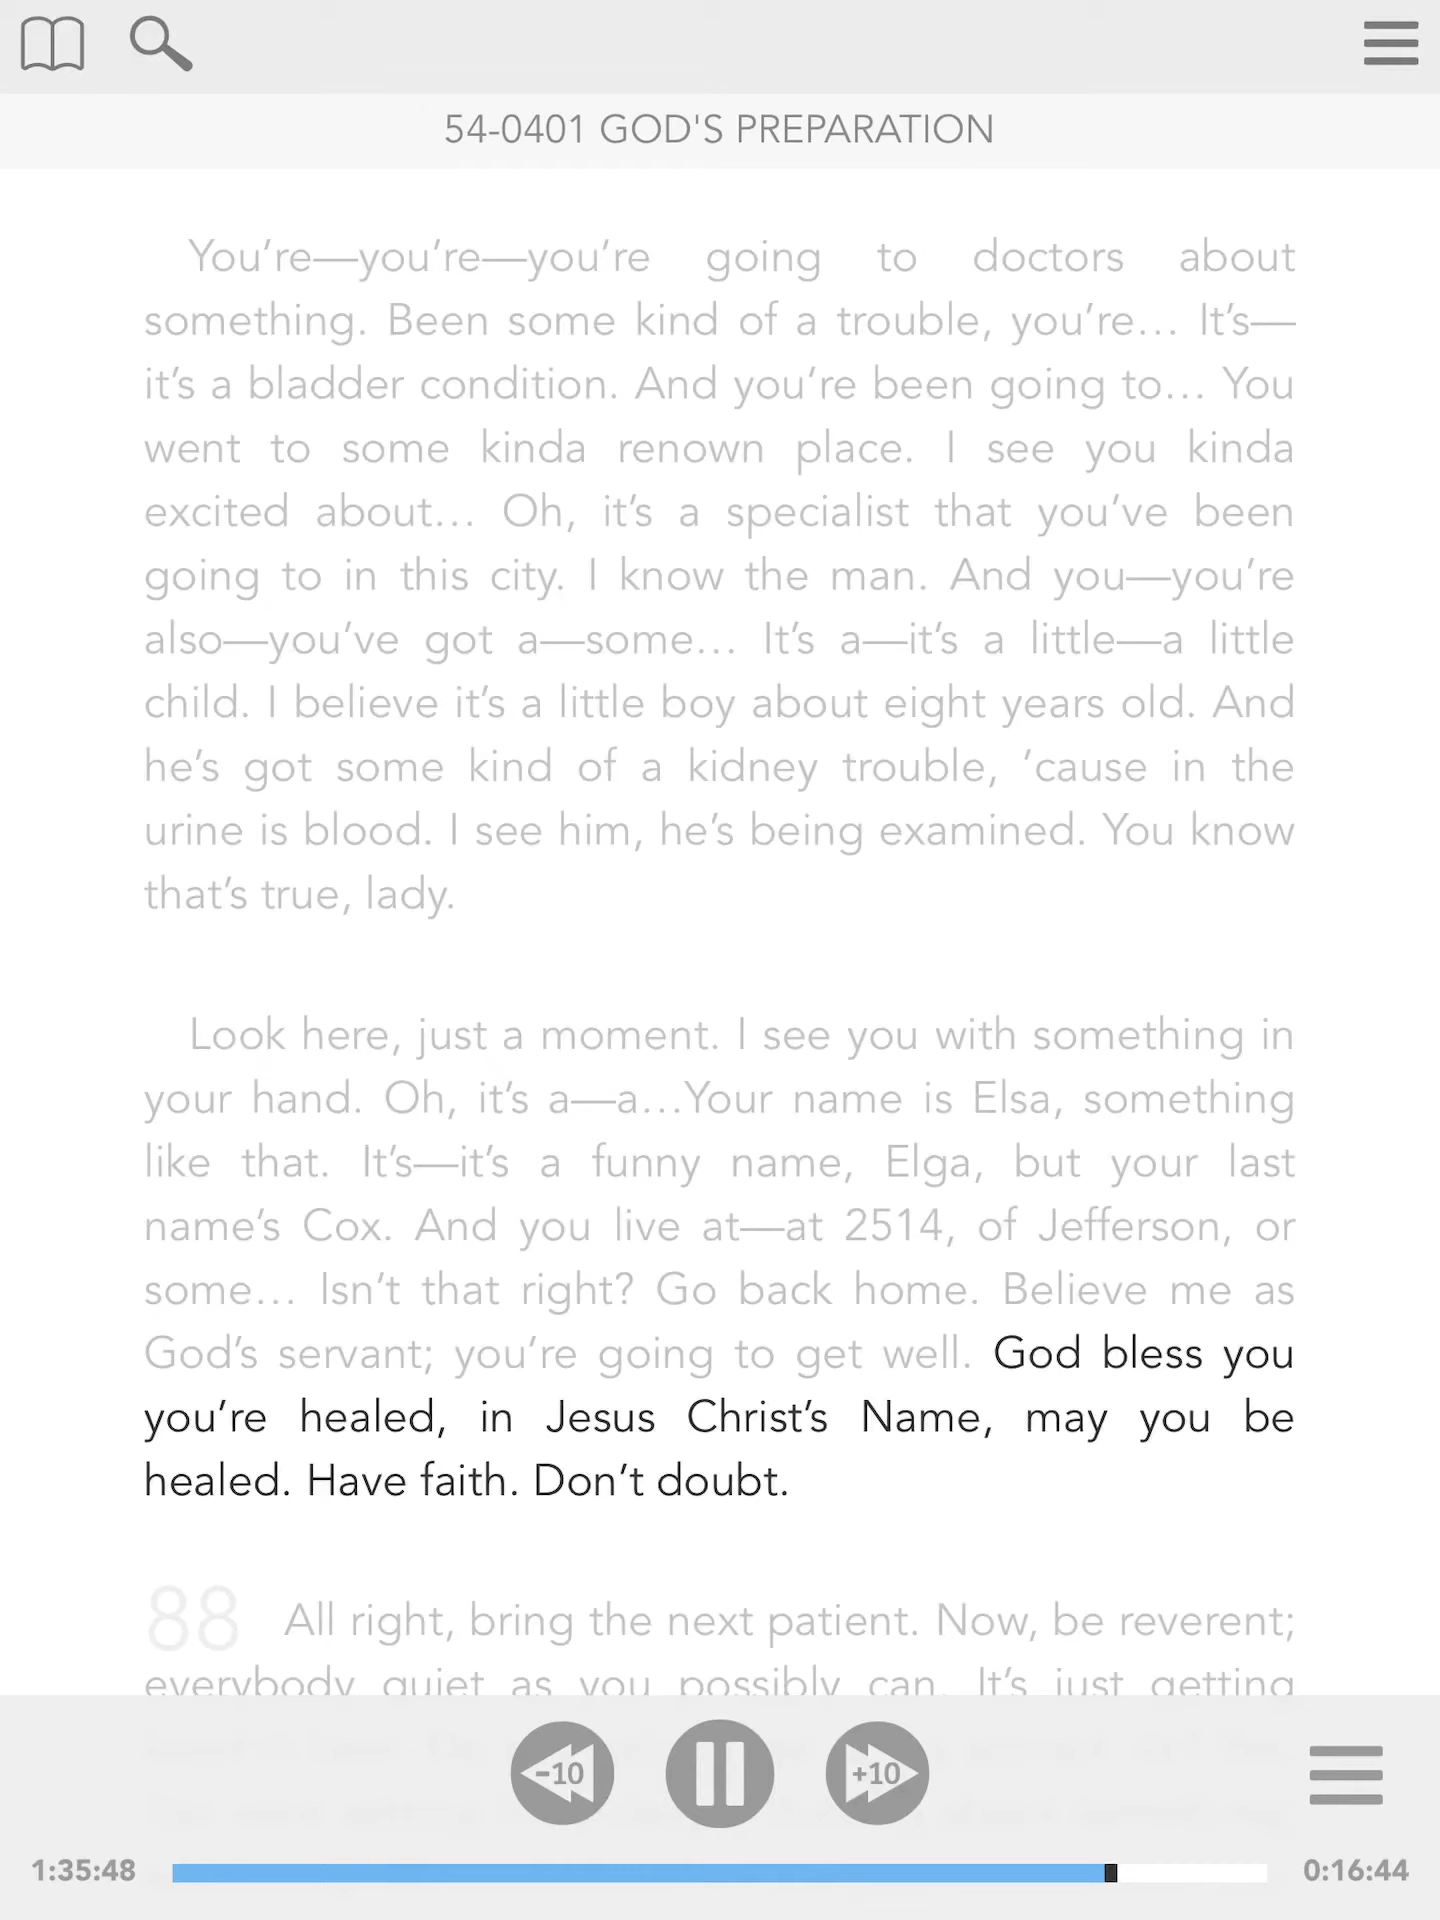 54-0401 GOD'S PREPARATION
You’re—you’re—you’re going to doctors about
something. Been some kind of a trouble, you’re… It’s—
it’s a bladder condition. And you’re been going to… You
went to some kinda renown place. I see you kinda
excited about… Oh, it’s a specialist that you’ve been
going to in this city. I know the man. And you—you’re
also—you’ve got a—some… It’s a—it’s a little—a little
child. I believe it’s a little boy about eight years old. And
he’s got some kind of a kidney trouble, ’cause in the
urine is blood. I see him, he’s being examined. You know
that’s true, lady.
Look here, just a moment. I see you with something in
your hand. Oh, it’s a—a…Your name is Elsa, something
like that. It’s—it’s a funny name, Elga, but your last
name’s Cox. And you live at—at 2514, of Jefferson, or
some… Isn’t that right? Go back home. Believe me as
God’s servant; you’re going to get well. God bless you
you’re healed, in Jesus Christ’s Name, may you be
healed. Have faith. Don’t doubt.
88 All right, bring the next patient. Now, be reverent;
everybody quiet as you possibly can. It’s just getting
-10 +10
1:35:48 0:16:44